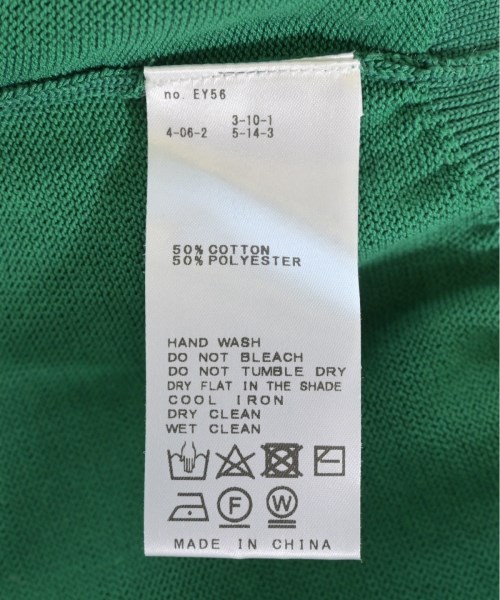 no. EY56
3-10-1
4-06-2 5-14-3
50% COTTON
50% POLYESTER
HAND WASH
DO NOT BLEACH
DO NOT TUMBLE DRY
DRY FLAT IN THE SHADE
COOL IRON
DRY CLEAN
WET CLEAN
F W
MADE IN CHINA